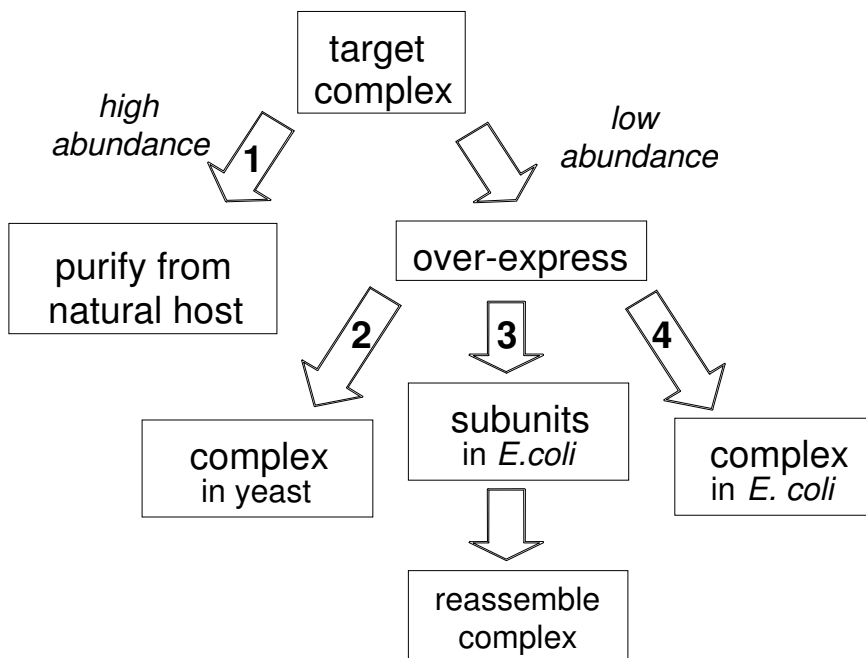 target
complex
high
abundance
1
low
abundance
purify from
natural host
over-express
2
3
4
complex
in yeast
subunits
in E.coli
complex
in E. coli
reassemble
complex